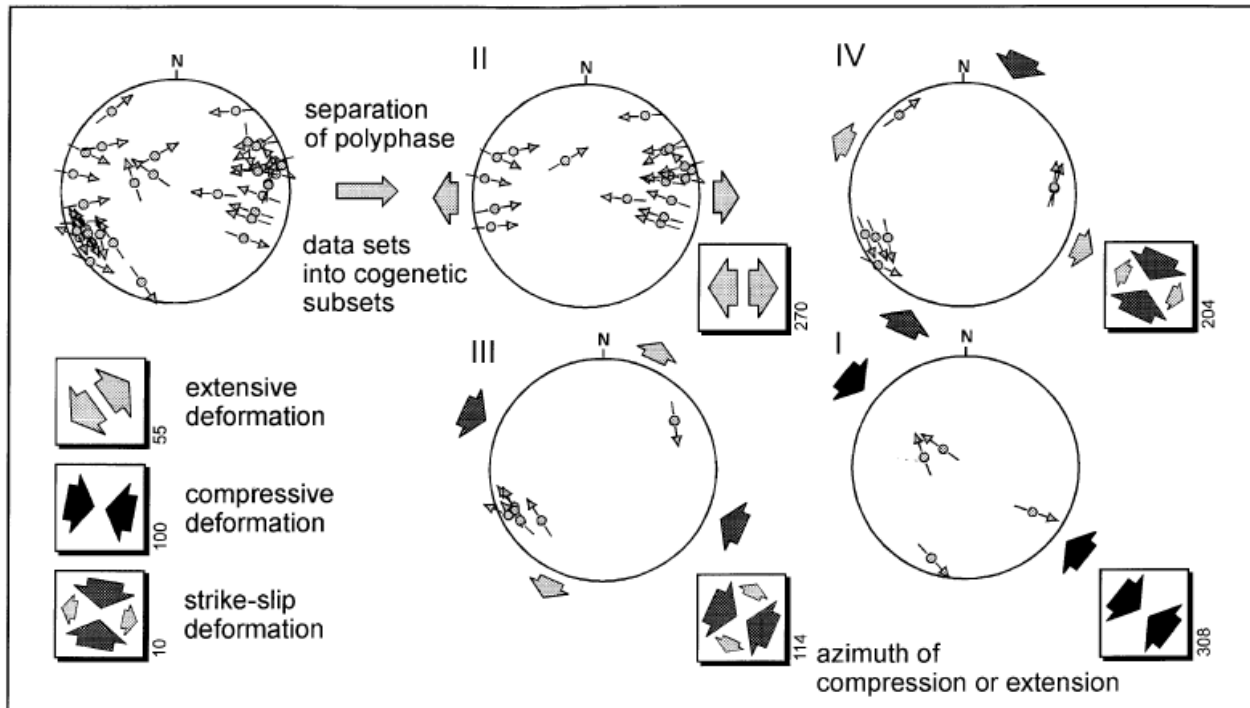 N
separation
of polyphase
data sets
into cogenetic
subsets
II
N
270
IV
N
204
extensive
deformation
55
compressive
deformation
100
strike-slip
deformation
10
III
N
114
I
N
308
azimuth of
compression or extension